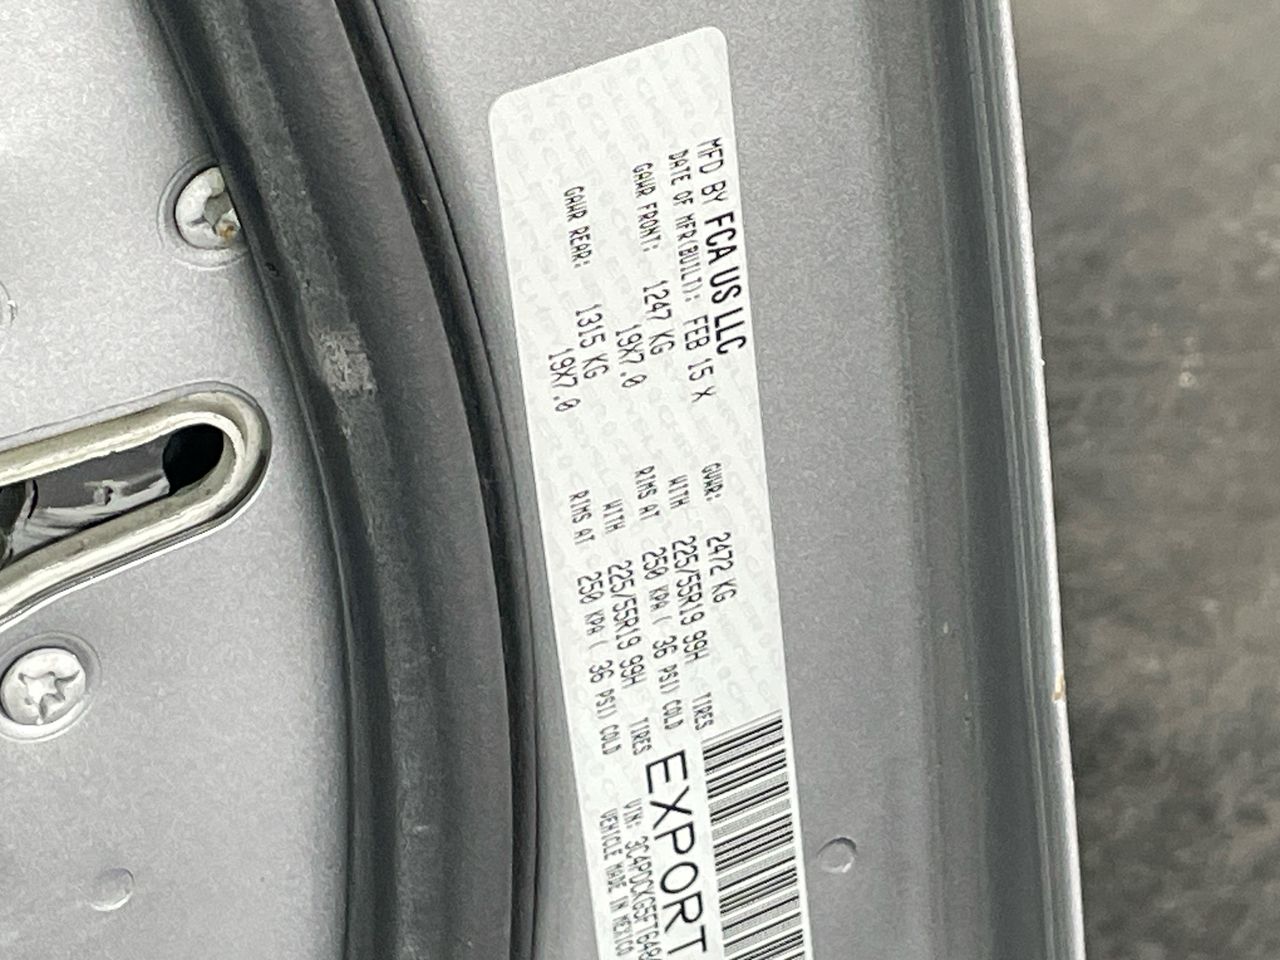 MFD BY FCA US LLC
DATE OF MFR(BUILT): FEB 15 X GVWR: 2472 KG
GAWR FRONT: 1247 KG WITH 225/55R19 99H TIRES
19X7.0 RIMS AT 250 KPA ( 36 PSI) COLD
GAWR REAR: 1315 KG WITH 225/55R19 99H TIRES
19X7.0 RIMS AT 250 KPA ( 36 PSI) COLD
EXPORT
VIN: 3C4PDCKG5FT648
VEHICLE MADE IN MEXICO